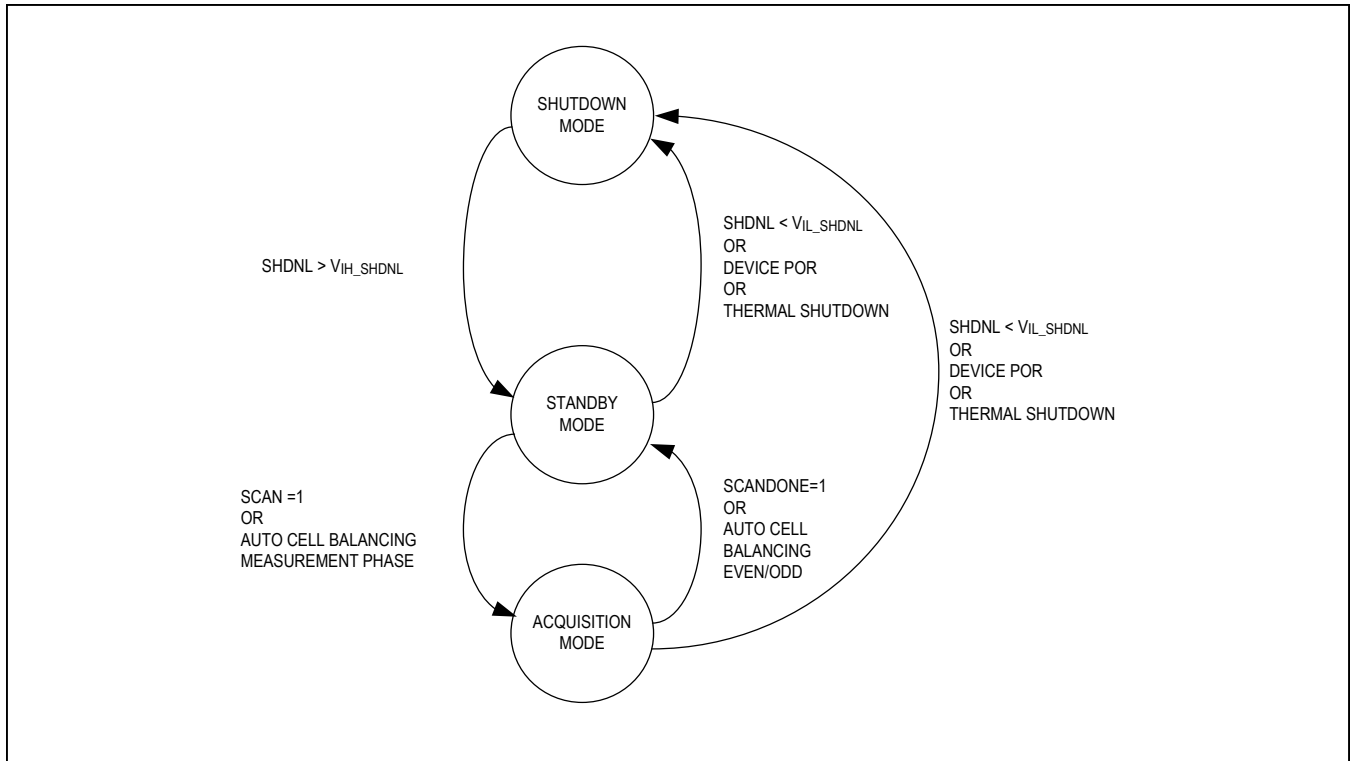 SHUTDOWN
MODE
SHDNL > VIH_SHDNL
SHDNL < VIL_SHDNL
OR
DEVICE POR
OR
THERMAL SHUTDOWN
SHDNL < VIL_SHDNL
OR
DEVICE POR
OR
THERMAL SHUTDOWN
STANDBY
MODE
SCAN =1
OR
AUTO CELL BALANCING
MEASUREMENT PHASE
SCANDONE=1
OR
AUTO CELL
BALANCING
EVEN/ODD
ACQUISITION
MODE